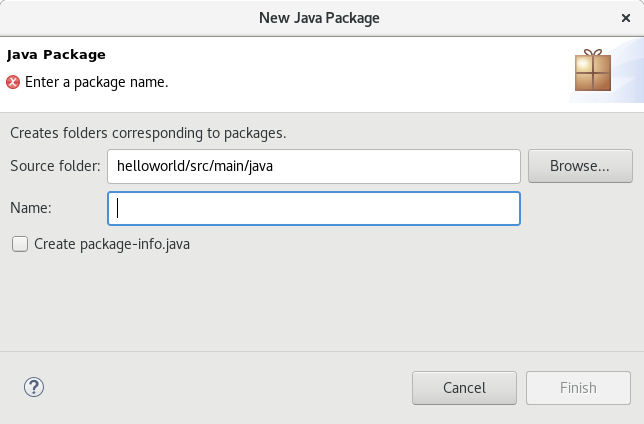 New Java Package
Java Package
Enter a package name.
Creates folders corresponding to packages.
Source folder: helloworld/src/main/java Browse...
Name:
Create package-info.java
? Cancel Finish